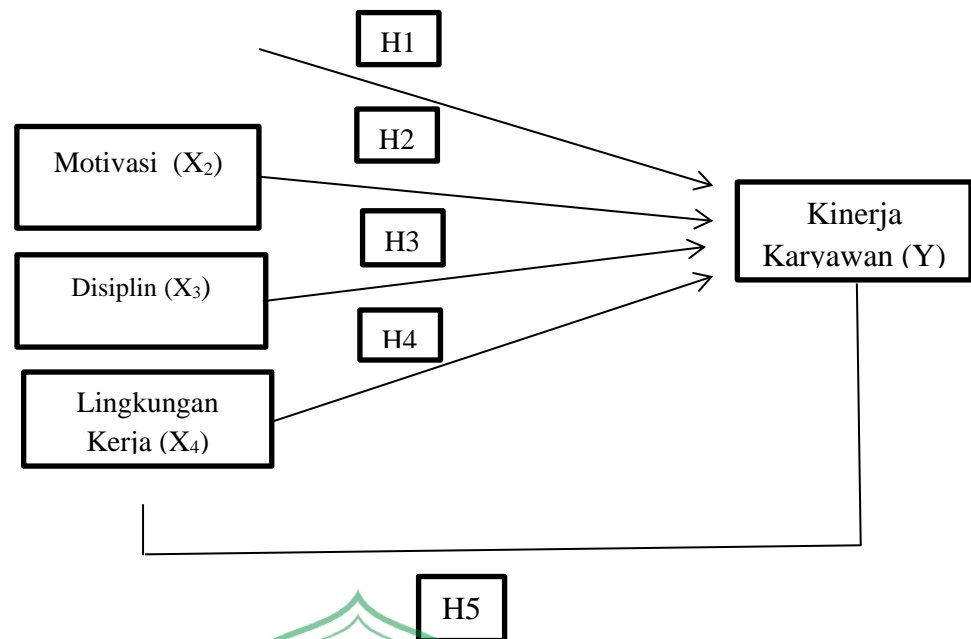 H1
H2
Motivasi (X₂)
Kinerja
Karyawan (Y)
H3
Disiplin (X₃)
H4
Lingkungan
Kerja (X₄)
H5